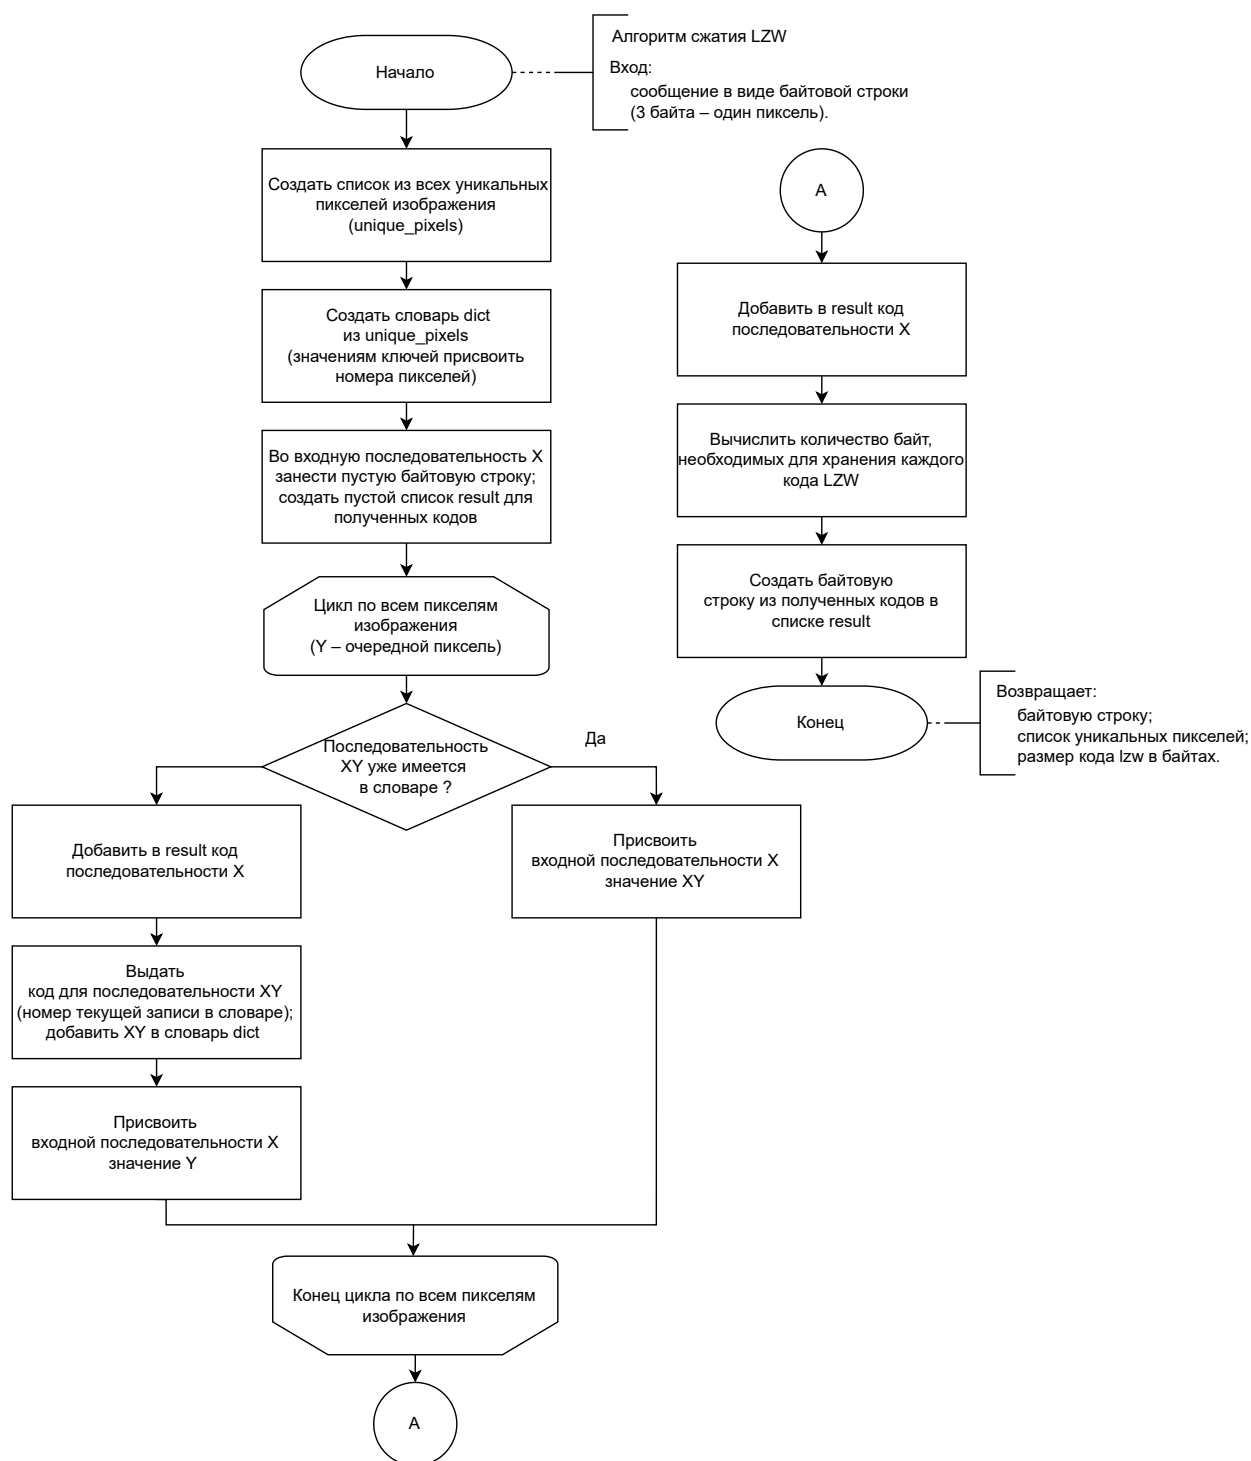 Начало
Алгоритм сжатия LZW
Вход:
сообщение в виде байтовой строки
(3 байта – один пиксель).
Создать список из всех уникальных
пикселей изображения
(unique_pixels)
Создать словарь dict
из unique_pixels
(значениям ключей присвоить
номера пикселей)
Во входную последовательность X
занести пустую байтовую строку;
создать пустой список result для
полученных кодов
Цикл по всем пикселям
изображения
(Y – очередной пиксель)
Последовательность
XY уже имеется
в словаре ?
Да
Добавить в result код
последовательности X
Выдать
код для последовательности XY
(номер текущей записи в словаре);
добавить XY в словарь dict
Присвоить
входной последовательности X
значение Y
Присвоить
входной последовательности X
значение XY
Конец цикла по всем пикселям
изображения
А
А
Добавить в result код
последовательности X
Вычислить количество байт,
необходимых для хранения каждого
кода LZW
Создать байтовую
строку из полученных кодов в
списке result
Конец
Возвращает:
байтовую строку;
список уникальных пикселей;
размер кода lzw в байтах.